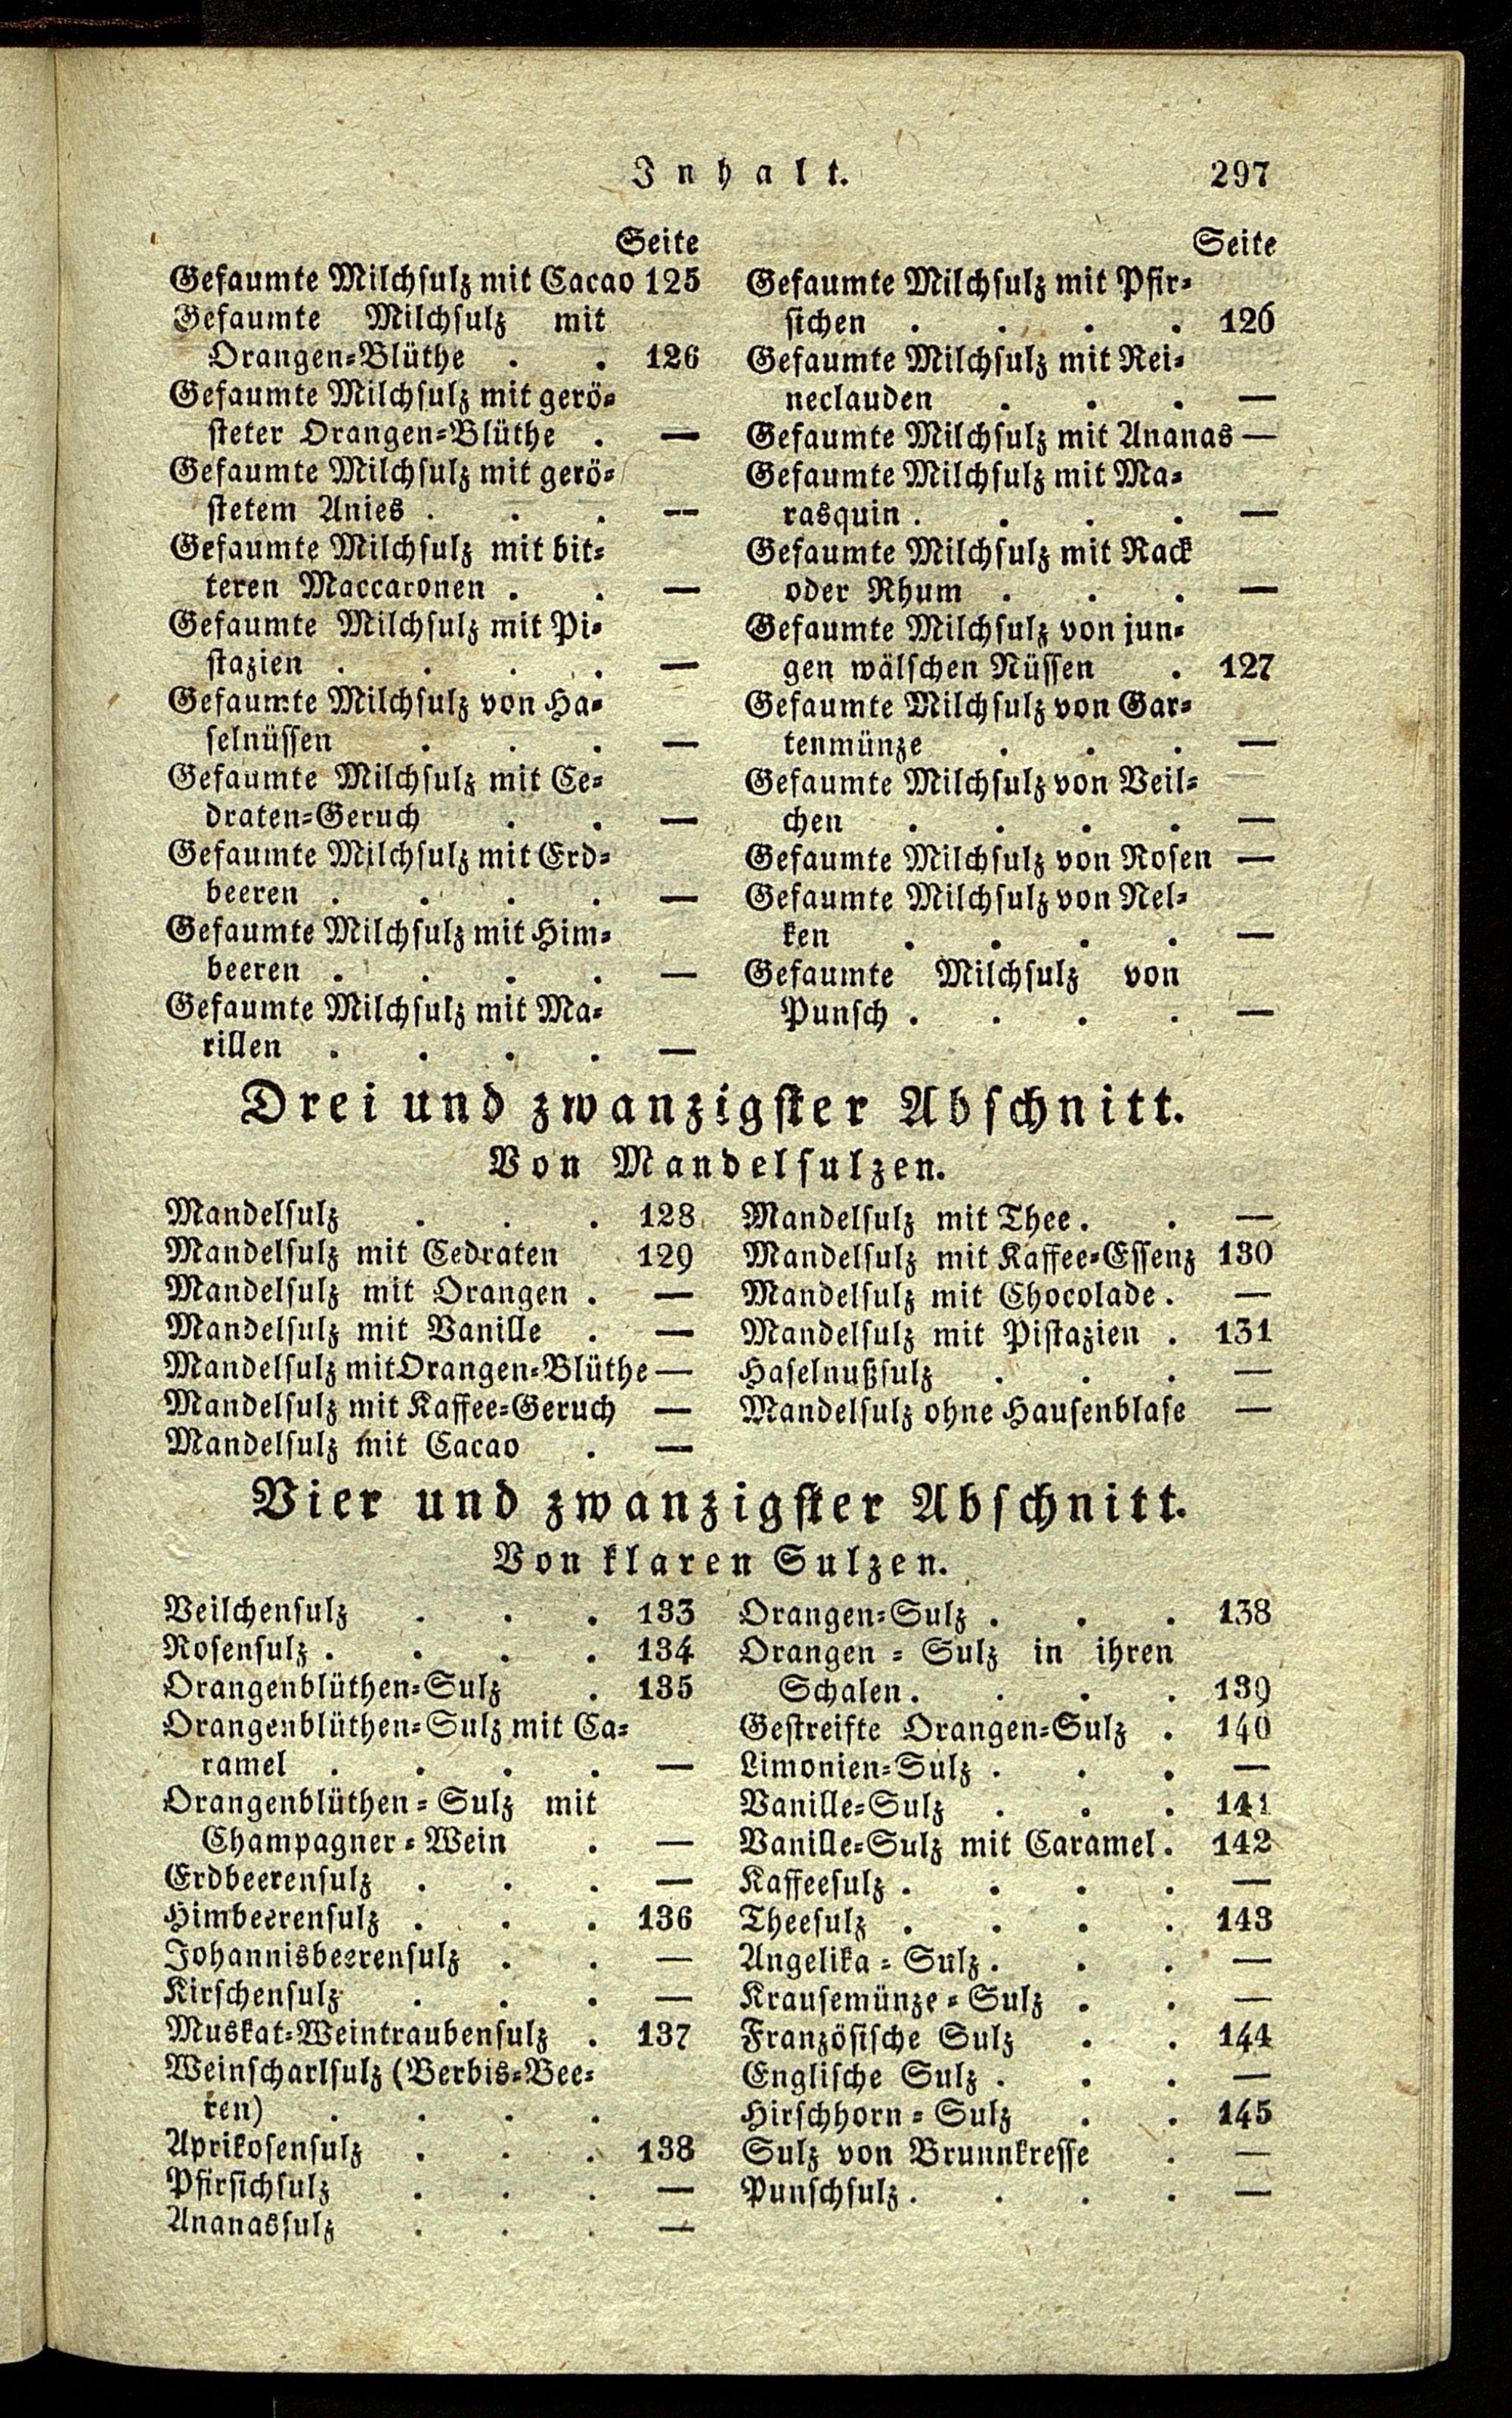 Inhalt. 297
Seite
Gefaumte Milchsulz mit Cacao 125
Gefaumte Milchsulz mit
Orangen=Blüthe . . 126
Gefaumte Milchsulz mit gerö=
steter Orangen=Blüthe . —
Gefaumte Milchsulz mit gerö=
stetem Anies . . . —
Gefaumte Milchsulz mit bit=
teren Maccaronen . . —
Gefaumte Milchsulz mit Pi=
stazien . . . . —
Gefaumte Milchsulz von Ha=
selnüssen . . . —
Gefaumte Milchsulz mit Ce=
draten=Geruch . . —
Gefaumte Milchsulz mit Erd=
beeren . . . . —
Gefaumte Milchsulz mit Him=
beeren . . . . —
Gefaumte Milchsulz mit Ma=
rillen . . . . —
Seite
Gefaumte Milchsulz mit Pfir=
sichen . . . . 126
Gefaumte Milchsulz mit Rei=
neclauden . . . —
Gefaumte Milchsulz mit Ananas —
Gefaumte Milchsulz mit Ma=
rasquin . . . . —
Gefaumte Milchsulz mit Rack
oder Rhum . . . —
Gefaumte Milchsulz von jun=
gen wälschen Nüssen . 127
Gefaumte Milchsulz von Gar=
tenmünze . . . —
Gefaumte Milchsulz von Veil=
chen . . . . —
Gefaumte Milchsulz von Rosen —
Gefaumte Milchsulz von Nel=
ken . . . . —
Gefaumte Milchsulz von
Punsch . . . . —
Drei und zwanzigster Abschnitt.
Von Mandelsulzen.
Mandelsulz . . . 128
Mandelsulz mit Cedraten 129
Mandelsulz mit Orangen . —
Mandelsulz mit Vanille . —
Mandelsulz mit Orangen=Blüthe —
Mandelsulz mit Kaffee=Geruch —
Mandelsulz mit Cacao . —
Mandelsulz mit Thee . . —
Mandelsulz mit Kaffee=Essenz 130
Mandelsulz mit Chocolade . —
Mandelsulz mit Pistazien . 131
Haselnußsulz . . . —
Mandelsulz ohne Hausenblase —
Vier und zwanzigster Abschnitt.
Von klaren Sulzen.
Veilchensulz . . . 133
Rosensulz . . . . 134
Orangenblüthen=Sulz . 135
Orangenblüthen=Sulz mit Ca=
ramel . . . . —
Orangenblüthen=Sulz mit
Champagner=Wein . —
Erdbeerensulz . . . —
Himbeerensulz . . . 136
Johannisbeerensulz . . —
Kirschensulz . . . —
Muskat=Weintraubensulz . 137
Weinscharlsulz (Berbis=Bee=
ren) . . . .
Aprikosensulz . . . 138
Pfirsichsulz . . . —
Ananassulz . . . —
Orangen=Sulz . . . 138
Orangen=Sulz in ihren
Schalen . . . . 139
Gestreifte Orangen=Sulz . 140
Limonien=Sulz . . . —
Vanille=Sulz . . . 141
Vanille=Sulz mit Caramel . 142
Kaffeesulz . . . . —
Theesulz . . . . 143
Angelika=Sulz . . . —
Krausemünze=Sulz . . —
Französische Sulz . . 144
Englische Sulz . . . —
Hirschhorn=Sulz . . 145
Sulz von Brunnkresse . —
Punschsulz . . . . —